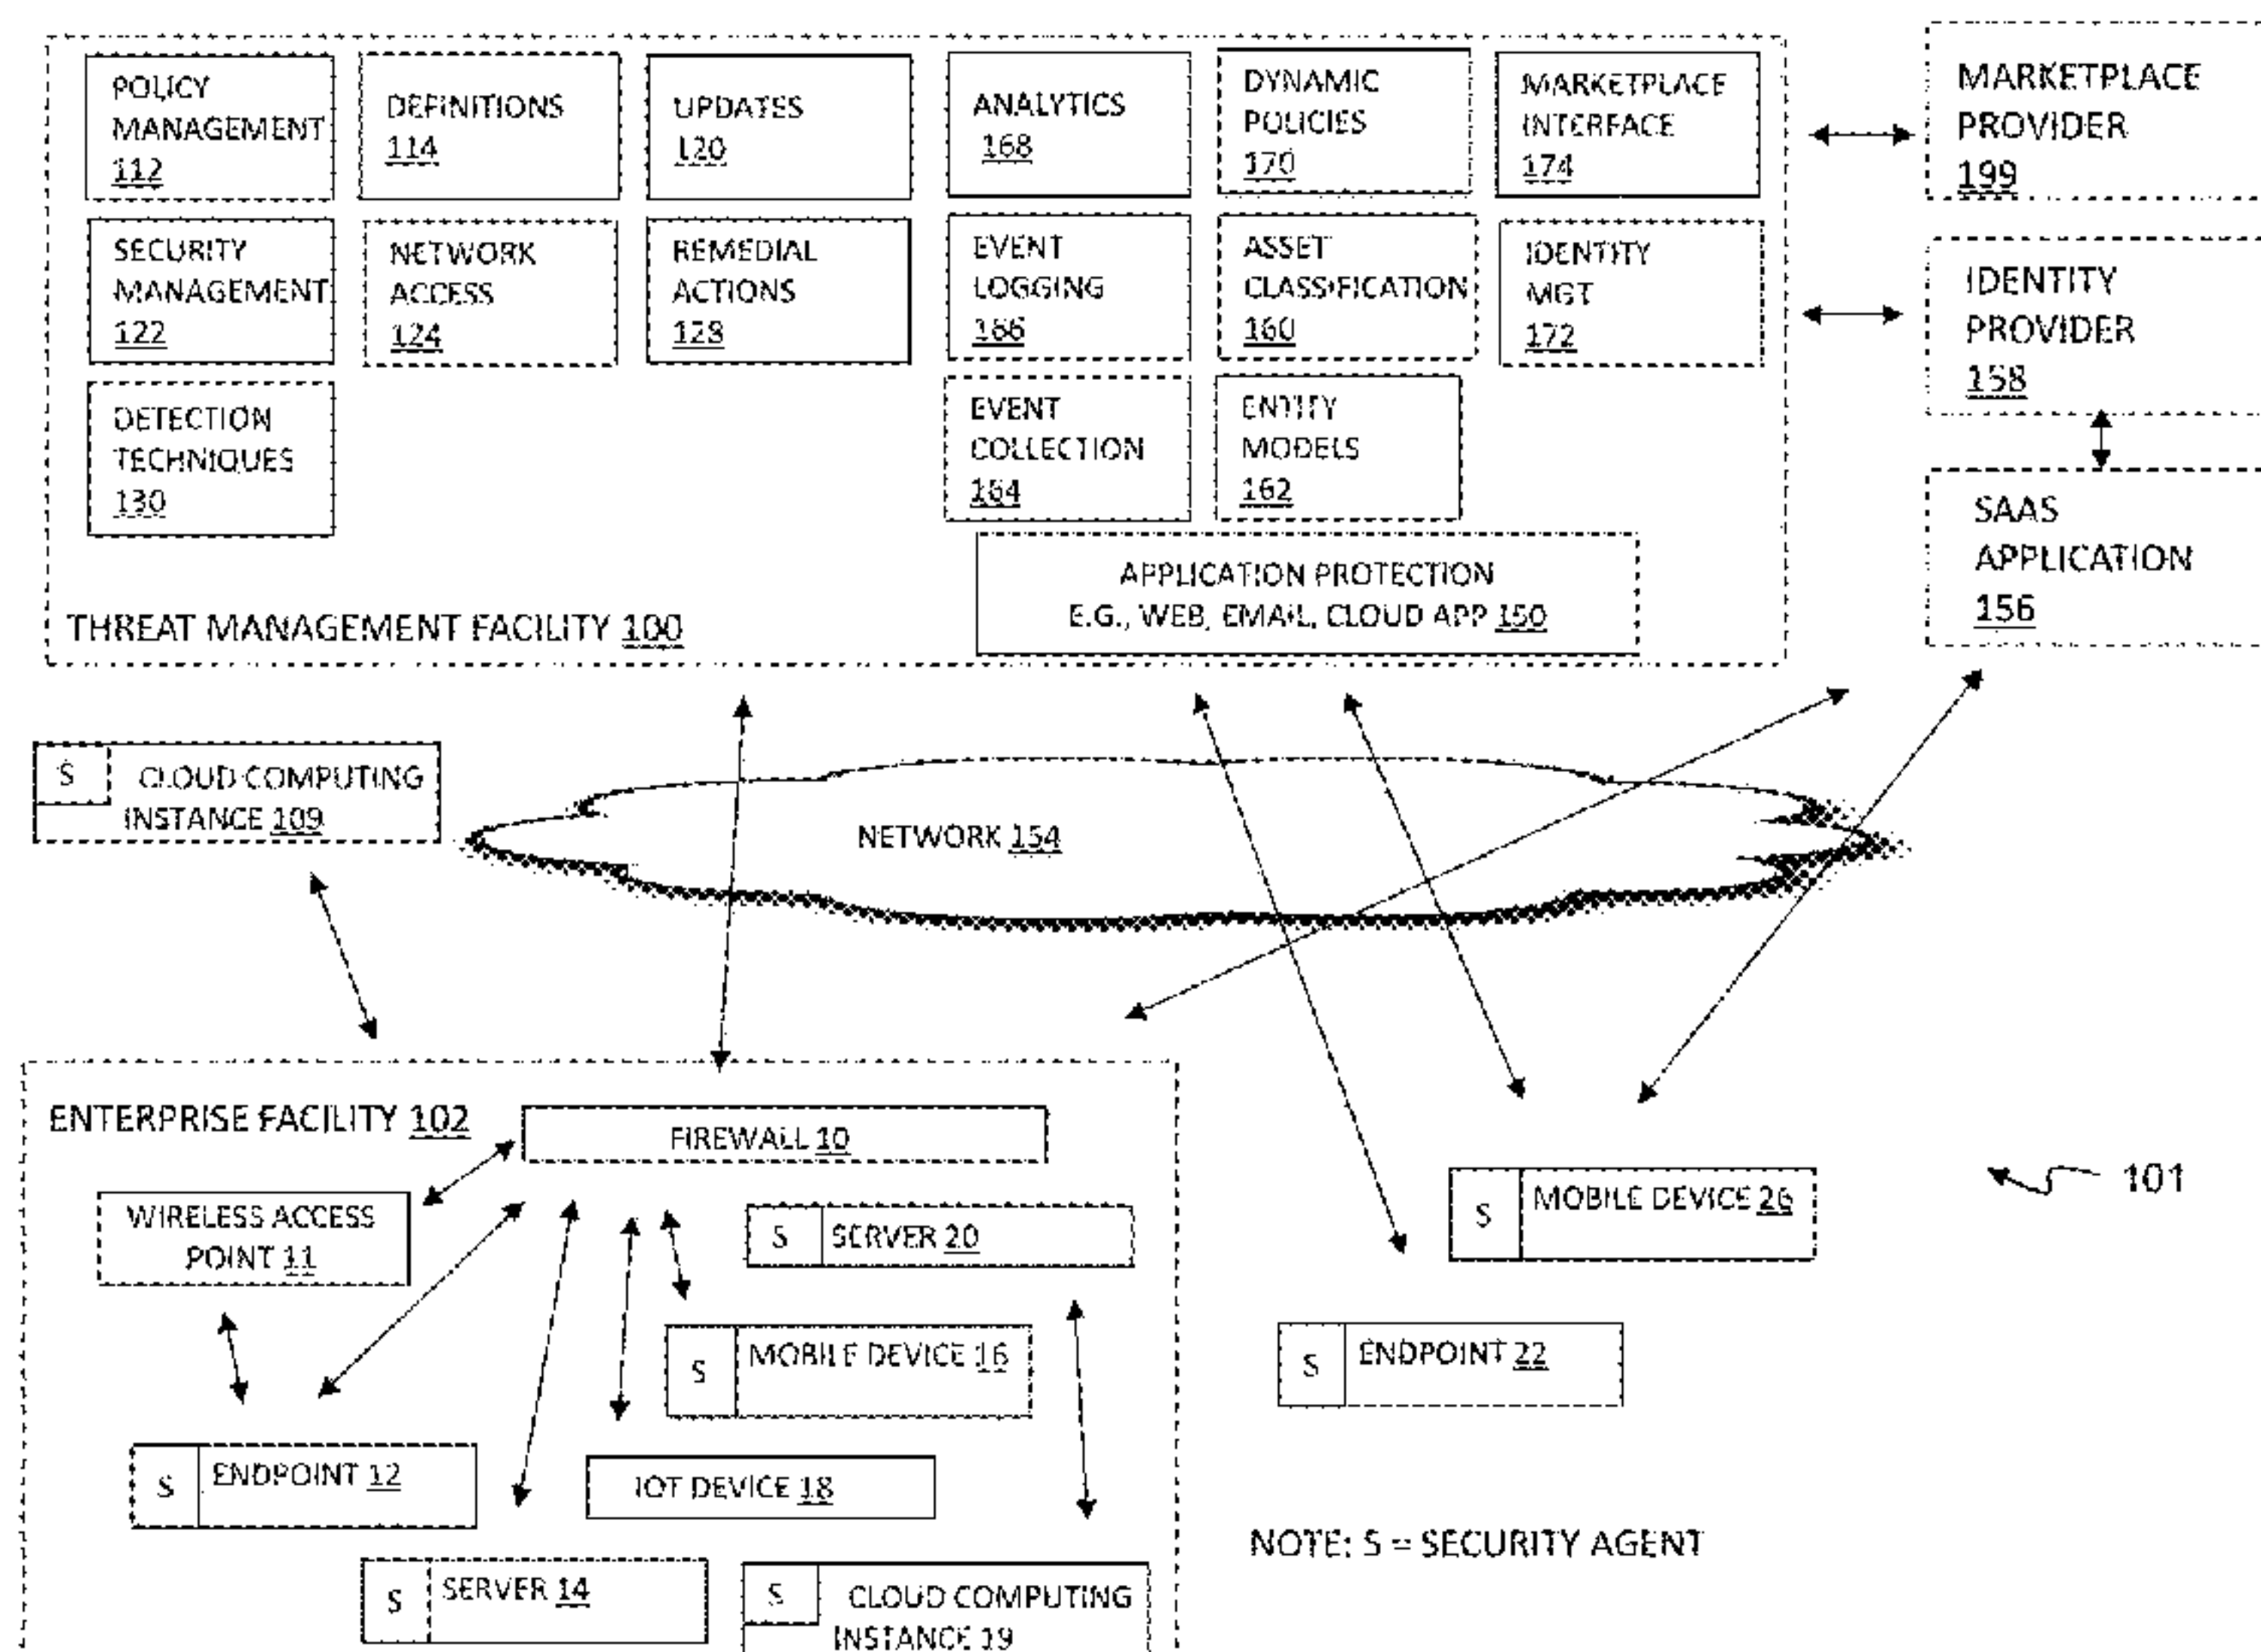 POLICY
MANAGEMENT
112
DEFINITIONS
114
UPDATES
120
ANALYTICS
168
DYNAMIC
POLICIES
170
MARKETPLACE
INTERFACE
174
MARKETPLACE
PROVIDER
199
SECURITY
MANAGEMENT
122
NETWORK
ACCESS
124
REMEDIAL
ACTIONS
128
EVENT
LOGGING
166
ASSET
CLASSIFICATION
160
IDENTITY
MGT
172
IDENTITY
PROVIDER
158
DETECTION
TECHNIQUES
130
EVENT
COLLECTION
164
ENTITY
MODELS
162
SAAS
APPLICATION
156
APPLICATION PROTECTION
E.G., WEB, EMAIL, CLOUD APP 150
THREAT MANAGEMENT FACILITY 100
S CLOUD COMPUTING
INSTANCE 109
NETWORK 154
ENTERPRISE FACILITY 102
FIREWALL 10
WIRELESS ACCESS
POINT 11
S SERVER 20
S MOBILE DEVICE 26
101
S MOBILE DEVICE 16
S ENDPOINT 22
S ENDPOINT 12
IOT DEVICE 18
NOTE: S = SECURITY AGENT
S SERVER 14
S CLOUD COMPUTING
INSTANCE 19